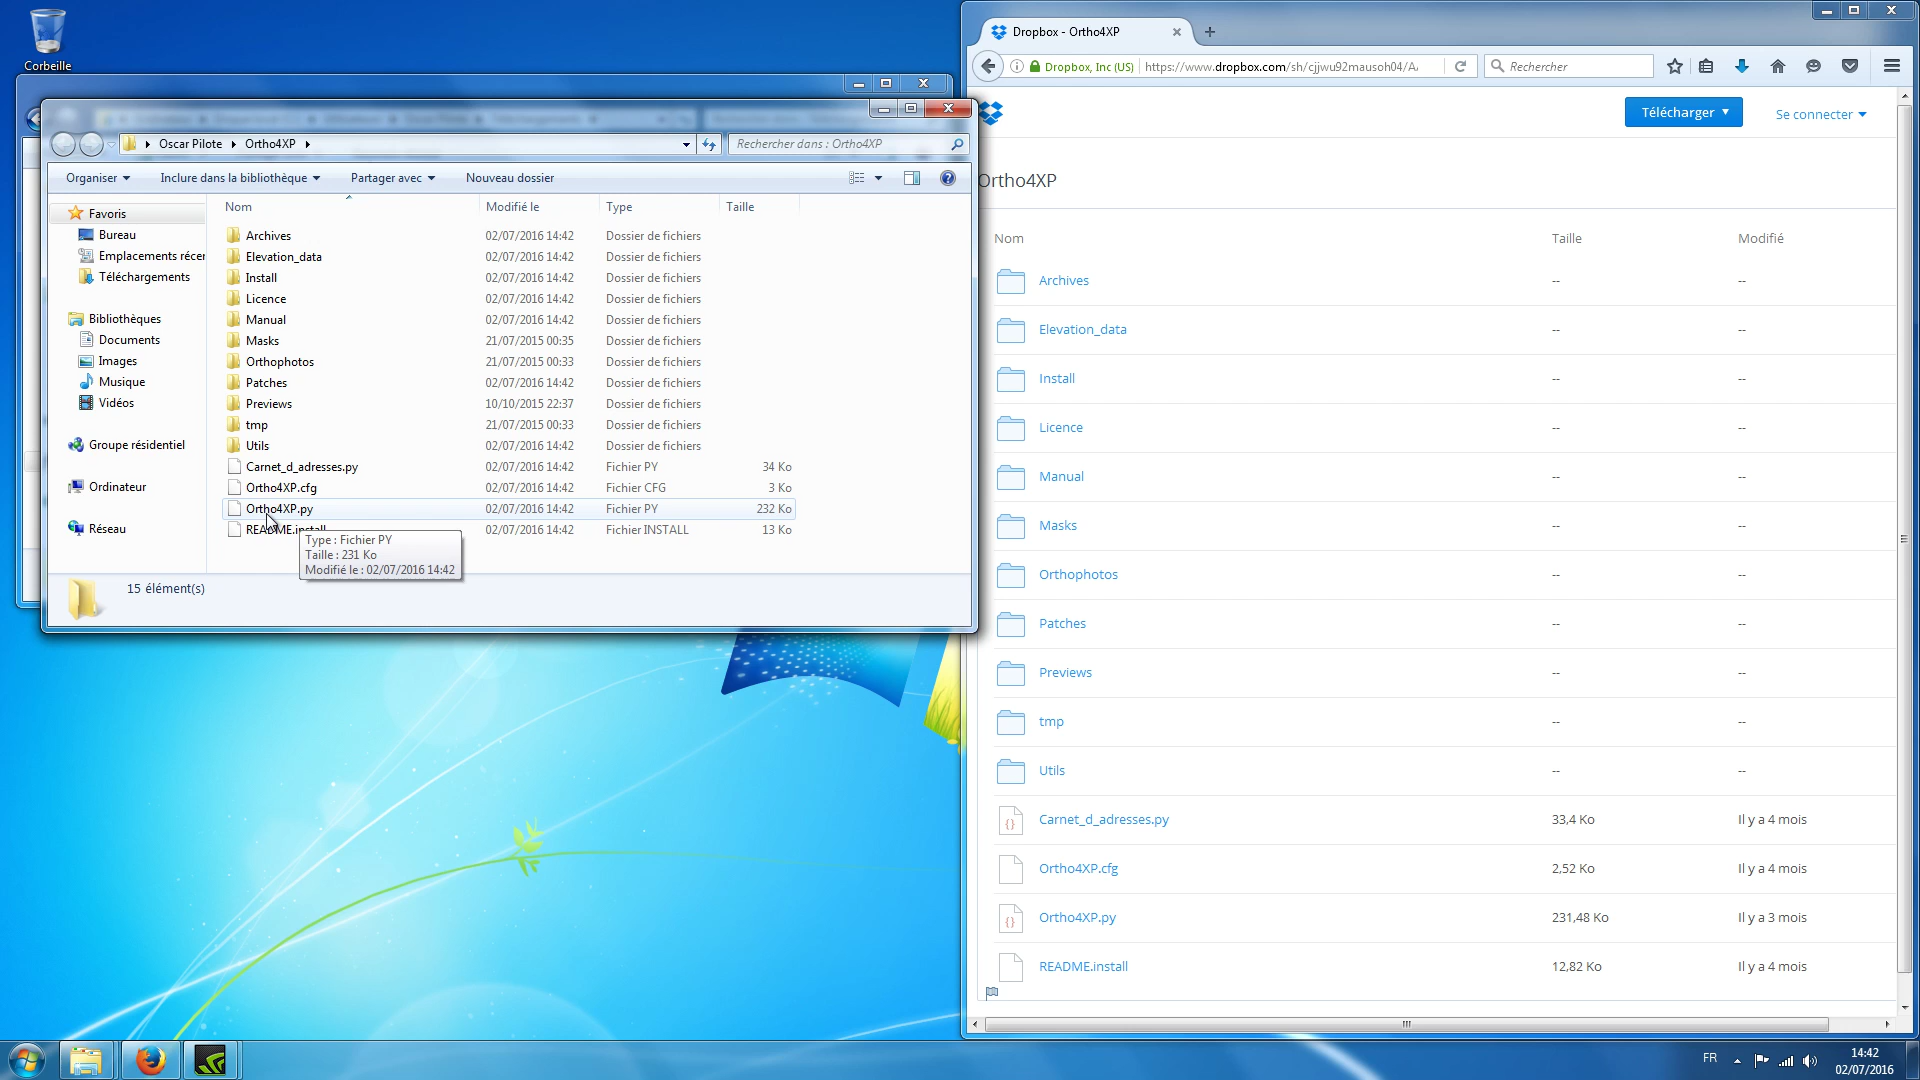 Corbeille
Oscar Pilote
Ortho4XP
Rechercher dans : Ortho4XP
Organiser
Inclure dans la bibliothèque
Partager avec
Nouveau dossier
Nom
Modifié le
Type
Taille
Favoris
Bureau
Emplacements récer
Téléchargements
Bibliothèques
Documents
Images
Musique
Vidéos
Groupe résidentiel
Ordinateur
Réseau
Archives 02/07/2016 14:42 Dossier de fichiers
Elevation_data 02/07/2016 14:42 Dossier de fichiers
Install 02/07/2016 14:42 Dossier de fichiers
Licence 02/07/2016 14:42 Dossier de fichiers
Manual 02/07/2016 14:42 Dossier de fichiers
Masks 21/07/2015 00:35 Dossier de fichiers
Orthophotos 21/07/2015 00:33 Dossier de fichiers
Patches 02/07/2016 14:42 Dossier de fichiers
Previews 10/10/2015 22:37 Dossier de fichiers
tmp 21/07/2015 00:33 Dossier de fichiers
Utils 02/07/2016 14:42 Dossier de fichiers
Carnet_d_adresses.py 02/07/2016 14:42 Fichier PY 34 Ko
Ortho4XP.cfg 02/07/2016 14:42 Fichier CFG 3 Ko
Ortho4XP.py 02/07/2016 14:42 Fichier PY 232 Ko
README.install 02/07/2016 14:42 Fichier INSTALL 13 Ko
Type : Fichier PY
Taille : 231 Ko
Modifié le : 02/07/2016 14:42
15 élément(s)
Dropbox - Ortho4XP
Dropbox, Inc (US)
https://www.dropbox.com/sh/cjjwu92mausoh04/A
Rechercher
Télécharger
Se connecter
Ortho4XP
Nom Taille Modifié
Archives -- --
Elevation_data -- --
Install -- --
Licence -- --
Manual -- --
Masks -- --
Orthophotos -- --
Patches -- --
Previews -- --
tmp -- --
Utils -- --
Carnet_d_adresses.py 33,4 Ko Il y a 4 mois
Ortho4XP.cfg 2,52 Ko Il y a 4 mois
Ortho4XP.py 231,48 Ko Il y a 3 mois
README.install 12,82 Ko Il y a 4 mois
FR
14:42
02/07/2016